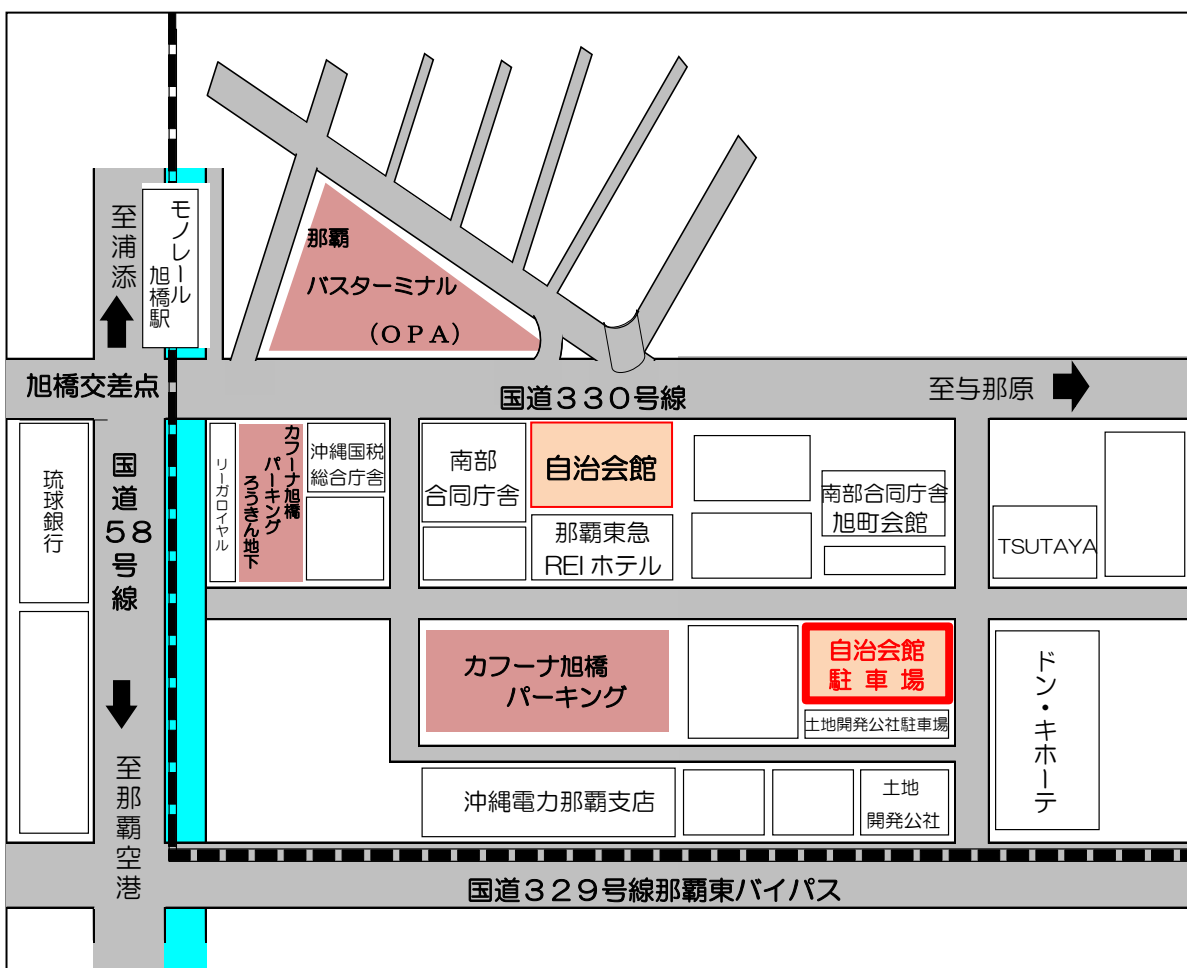 至浦添
モノレール
旭橋駅
那覇
バスターミナル
(ＯＰＡ)
旭橋交差点
国道３３０号線
至与那原
琉球銀行
国道58号線
リーガロイヤル
カフーナ旭橋
パーキング
ろうきん地下
沖縄国税
総合庁舎
南部
合同庁舎
自治会館
那覇東急
REIホテル
南部合同庁舎
旭町会館
TSUTAYA
カフーナ旭橋
パーキング
自治会館
駐車場
土地開発公社駐車場
ドン・キホーテ
至那覇空港
沖縄電力那覇支店
土地
開発公社
国道３２９号線那覇東バイパス